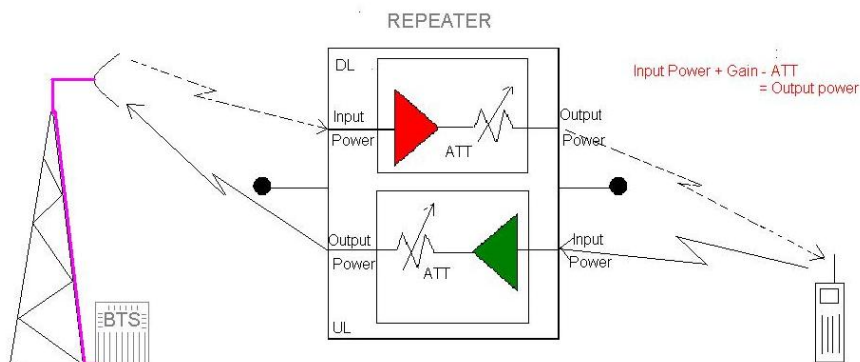 REPEATER
DL
Input Power + Gain - ATT
= Output power
Input
Power
Output
Power
ATT
Output
Power
Input
Power
ATT
BTS
UL